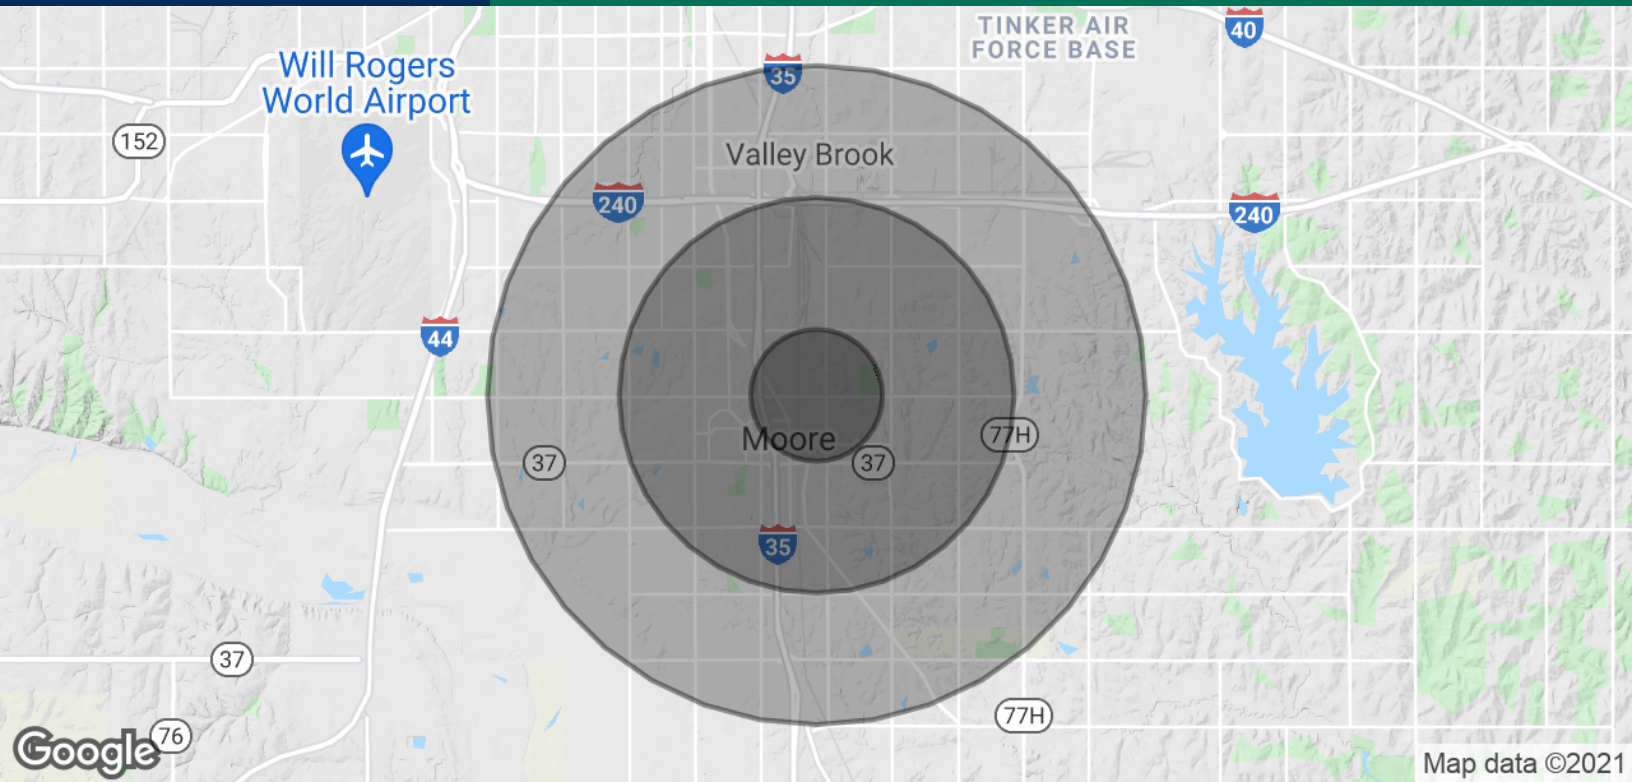 TINKER AIR
FORCE BASE
40
Will Rogers
World Airport
35
152
Valley Brook
240
240
44
Moore
77H
37
37
35
37
77H
76
Google
Map data ©2021